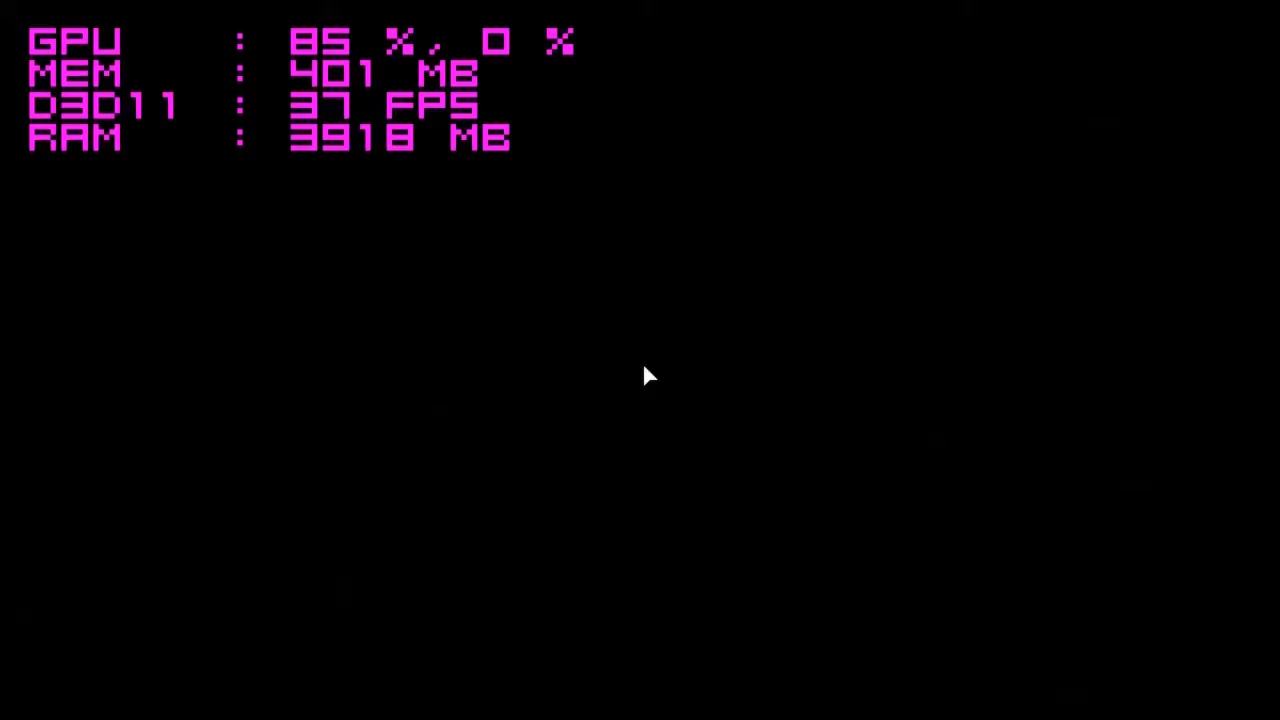 GPU : 85 %, 0 %
MEM : 401 MB
D3D11 : 37 FPS
RAM : 3918 MB